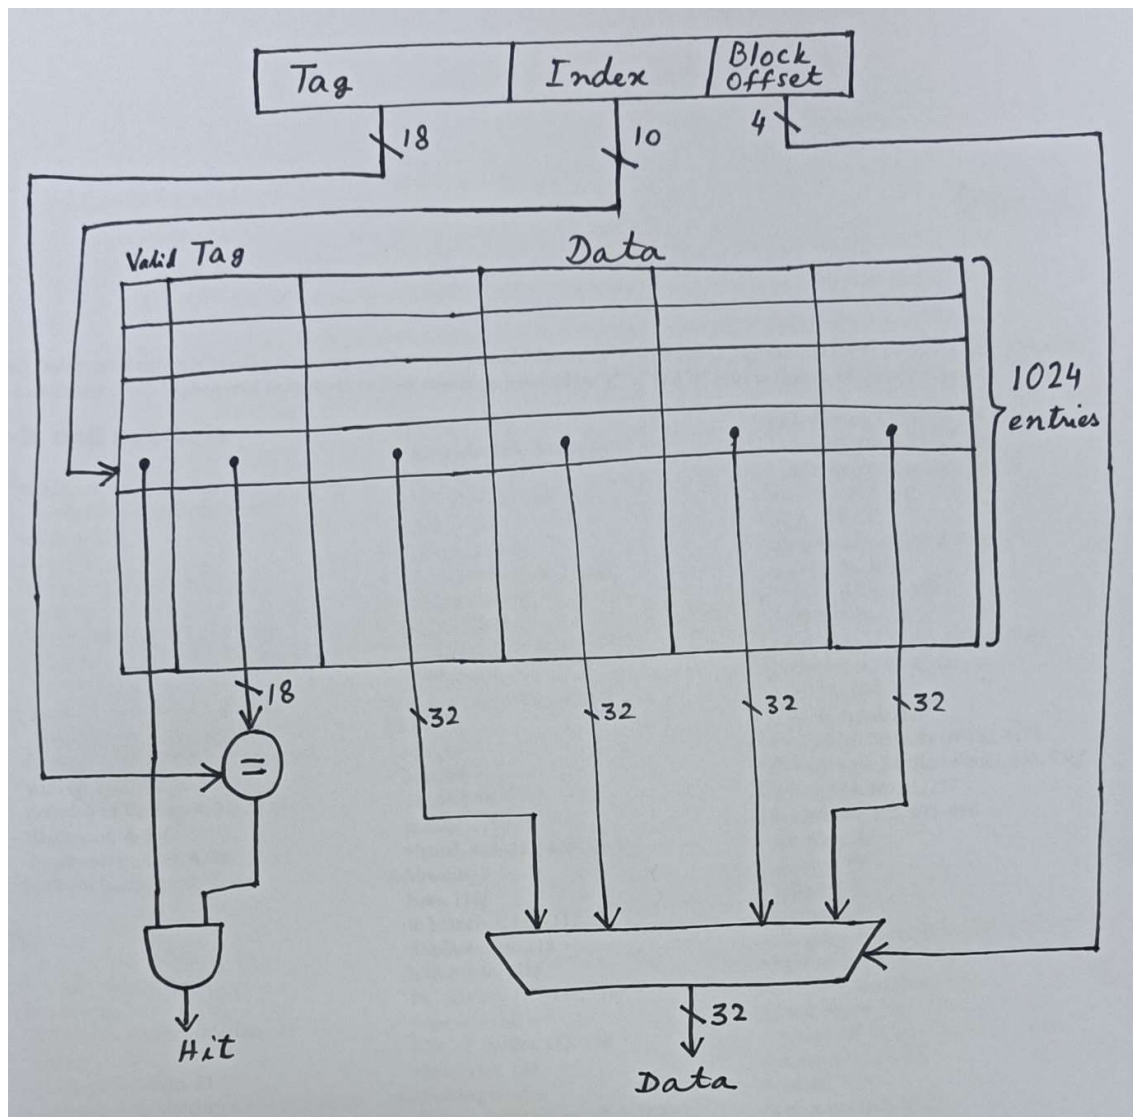 Tag
Index
Block
Offset
18
10
4
Valid
Tag
Data
1024
entries
18
32
32
32
32
=
Hit
32
Data